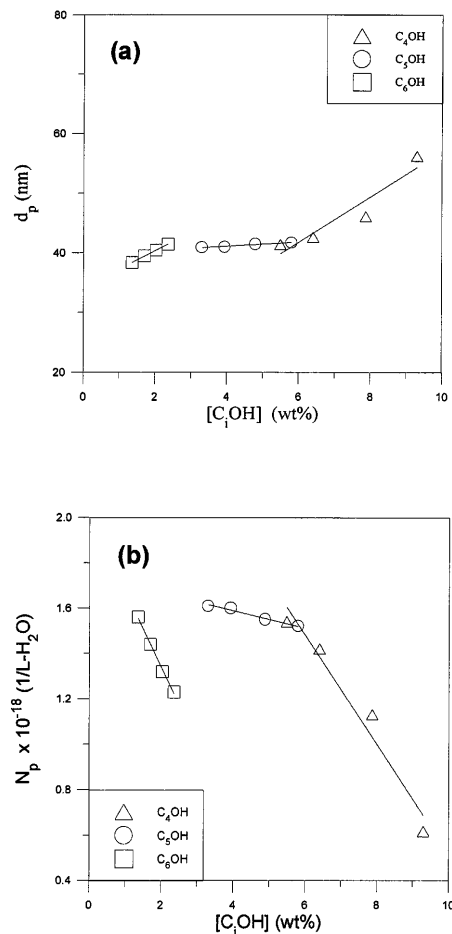 80
(a)
C₄OH
C₅OH
C₆OH
60
dₚ (nm)
40
20
0 2 4 6 8 10
[CᵢOH] (wt%)
2.0
(b)
1.6
Nₚ x 10⁻¹⁸ (1/L-H₂O)
1.2
0.8
C₄OH
C₅OH
C₆OH
0.4
0 2 4 6 8 10
[CᵢOH] (wt%)